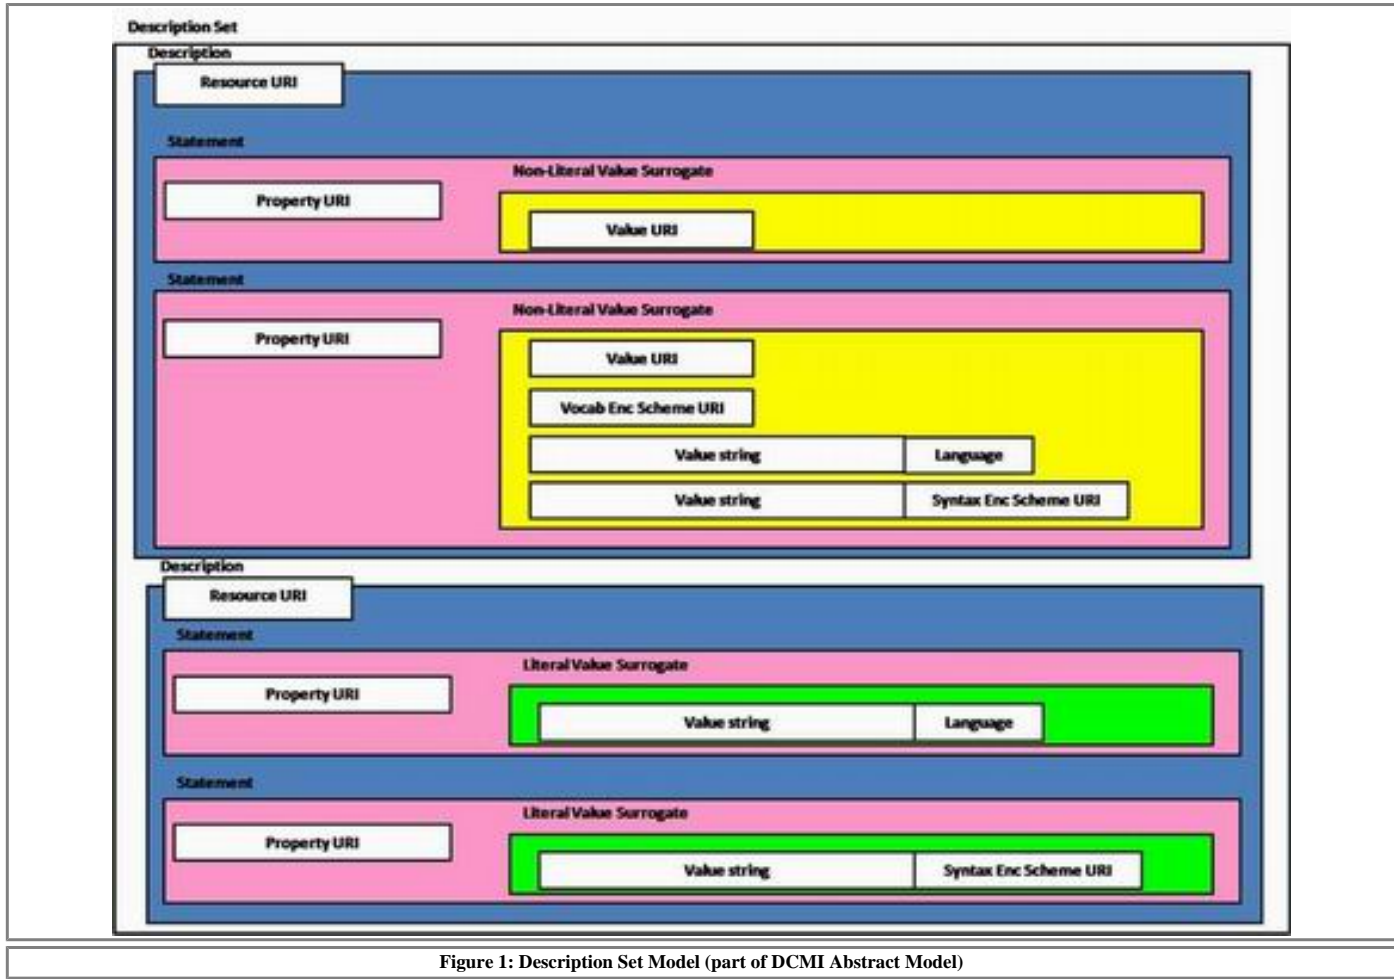 Description Set
Description
Resource URI
Statement
Non-Literal Value Surrogate
Property URI
Value URI
Statement
Non-Literal Value Surrogate
Property URI
Value URI
Vocab Enc Scheme URI
Value string Language
Value string Syntax Enc Scheme URI
Description
Resource URI
Statement
Literal Value Surrogate
Property URI
Value string Language
Statement
Literal Value Surrogate
Property URI
Value string Syntax Enc Scheme URI
Figure 1: Description Set Model (part of DCMI Abstract Model)